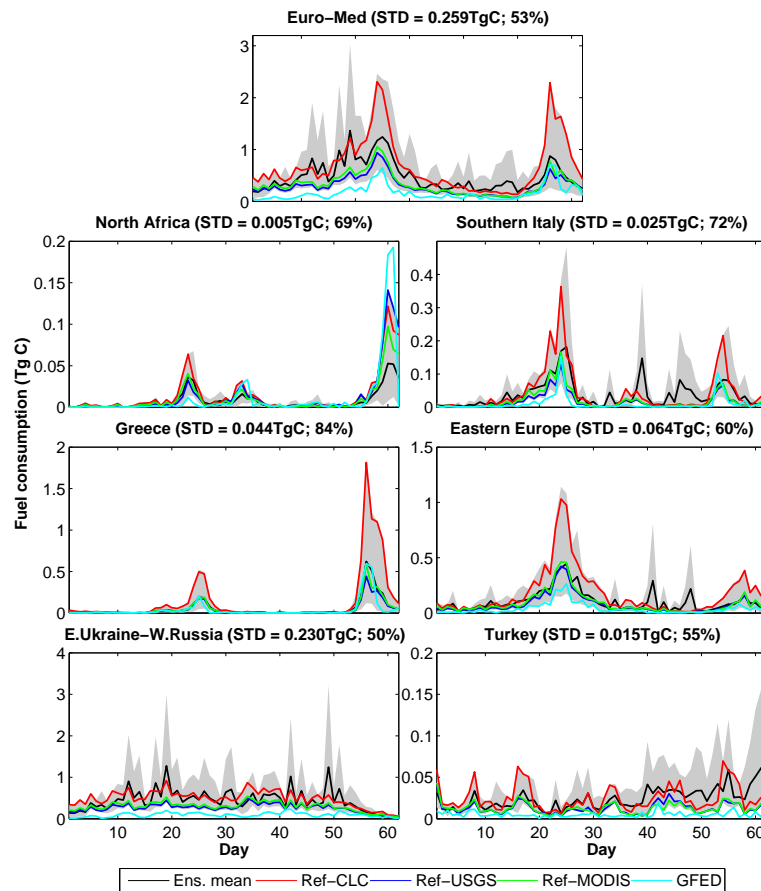 Euro−Med (STD = 0.259TgC; 53%)
3
2
1
0
North Africa (STD = 0.005TgC; 69%)
Southern Italy (STD = 0.025TgC; 72%)
0.2
0.15
0.1
0.05
0
0.4
0.3
0.2
0.1
0
Fuel consumption (Tg C)
Greece (STD = 0.044TgC; 84%)
Eastern Europe (STD = 0.064TgC; 60%)
2
1.5
1
0.5
0
1.5
1
0.5
0
E.Ukraine−W.Russia (STD = 0.230TgC; 50%)
Turkey (STD = 0.015TgC; 55%)
4
3
2
1
0
0.2
0.15
0.1
0.05
0
10 20 30 40 50 60
10 20 30 40 50 60
Day
Day
Ens. mean Ref−CLC Ref−USGS Ref−MODIS GFED